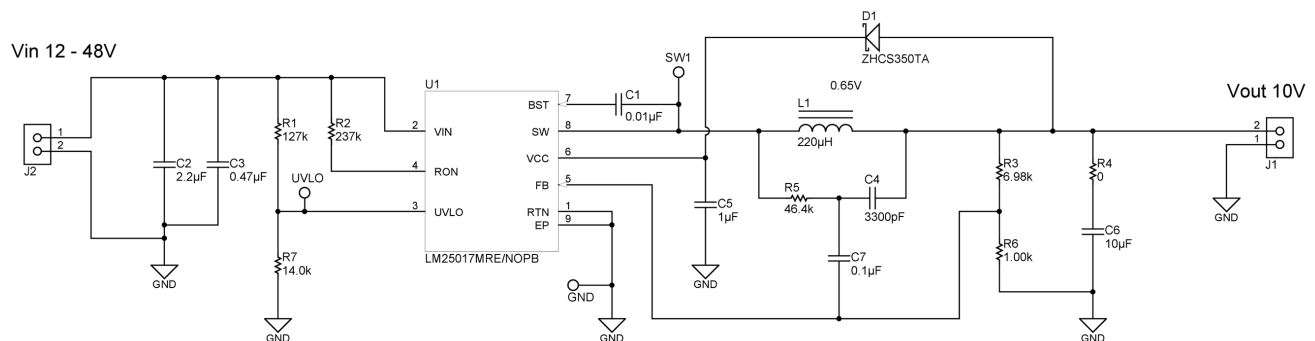 Vin 12 - 48V
J2
1
2
C2
2.2µF
C3
0.47µF
GND
R1
127k
R2
237k
UVLO
R7
14.0k
GND
U1
2
VIN
4
RON
3
UVLO
BST
7
SW
8
VCC
6
FB
5
RTN
1
EP
9
LM25017MRE/NOPB
GND
GND
C1
0.01µF
SW1
D1
ZHCS350TA
0.65V
L1
220µH
C5
1µF
GND
R5
46.4k
C4
3300pF
C7
0.1µF
R3
6.98k
R6
1.00k
R4
0
C6
10µF
GND
Vout 10V
2
1
J1
GND